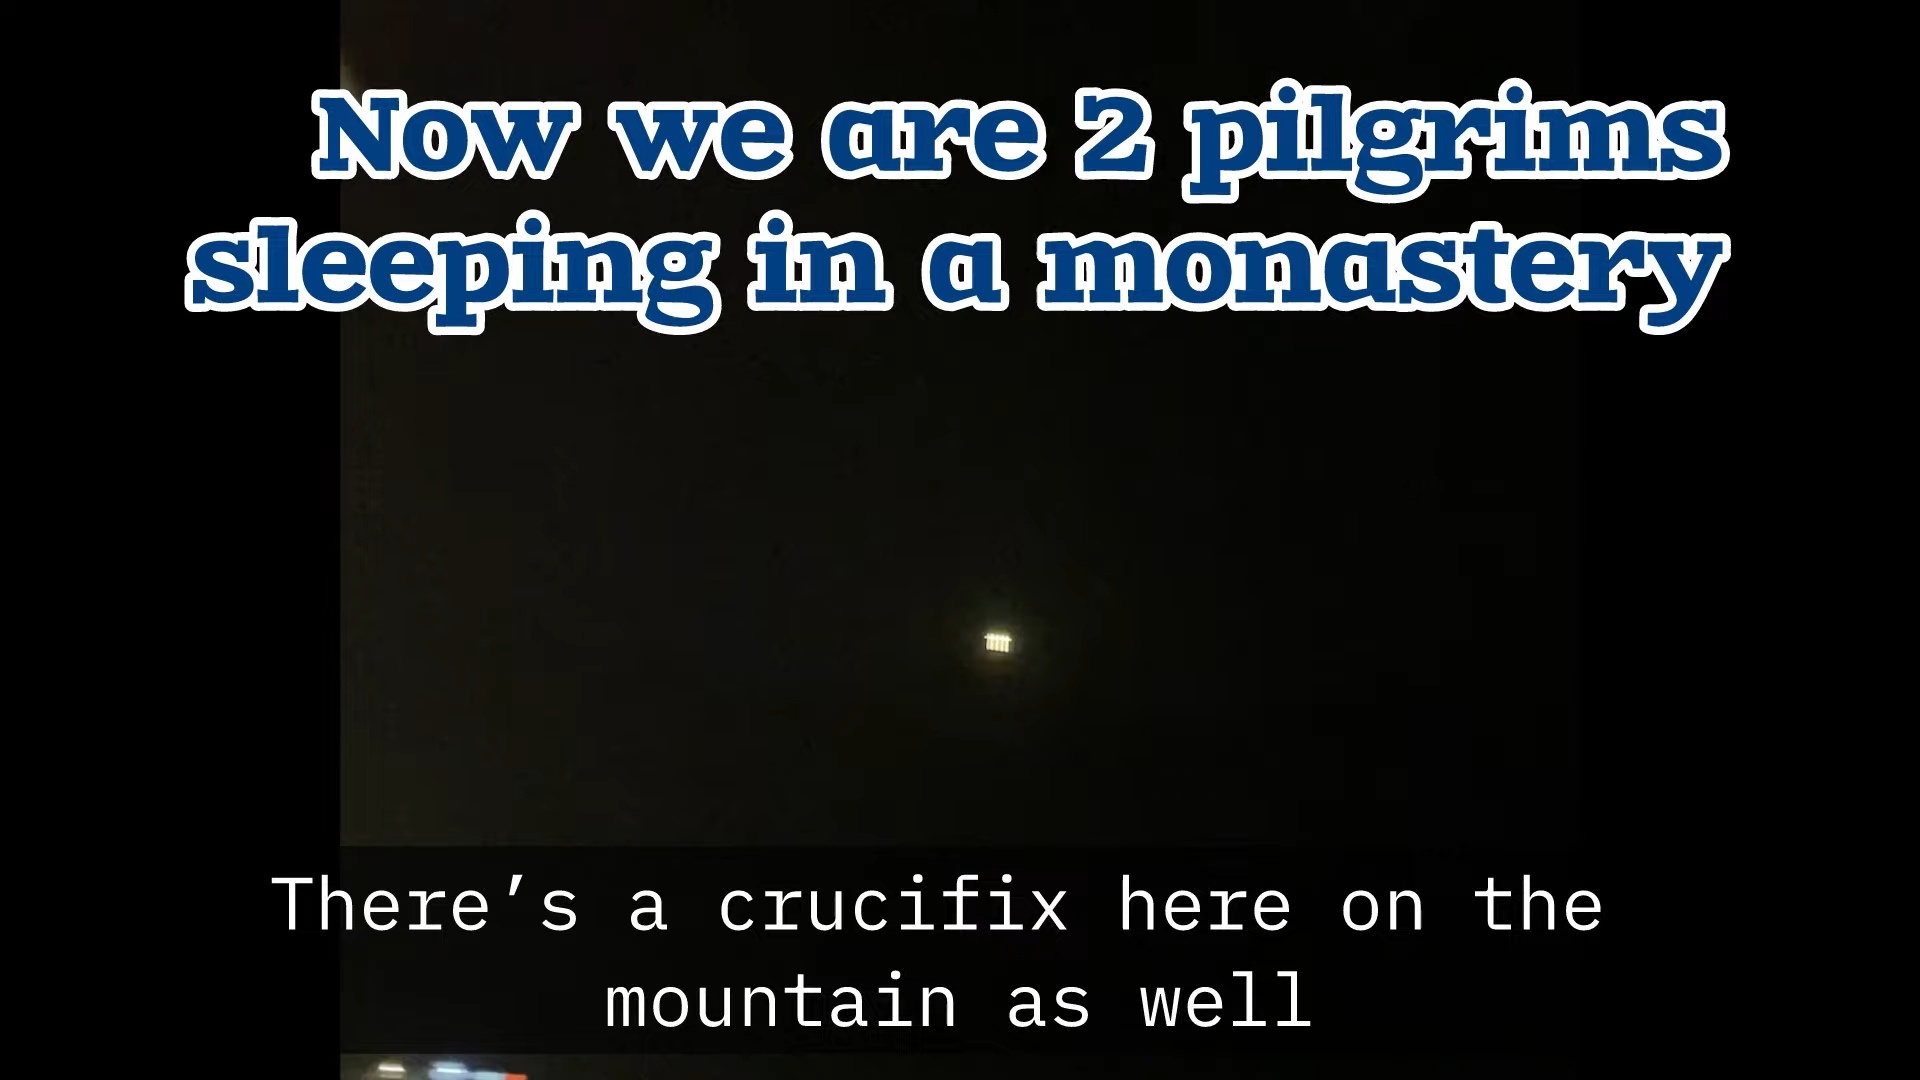 Now we are 2 pilgrims
sleeping in a monastery
There’s a crucifix here on the
mountain as well